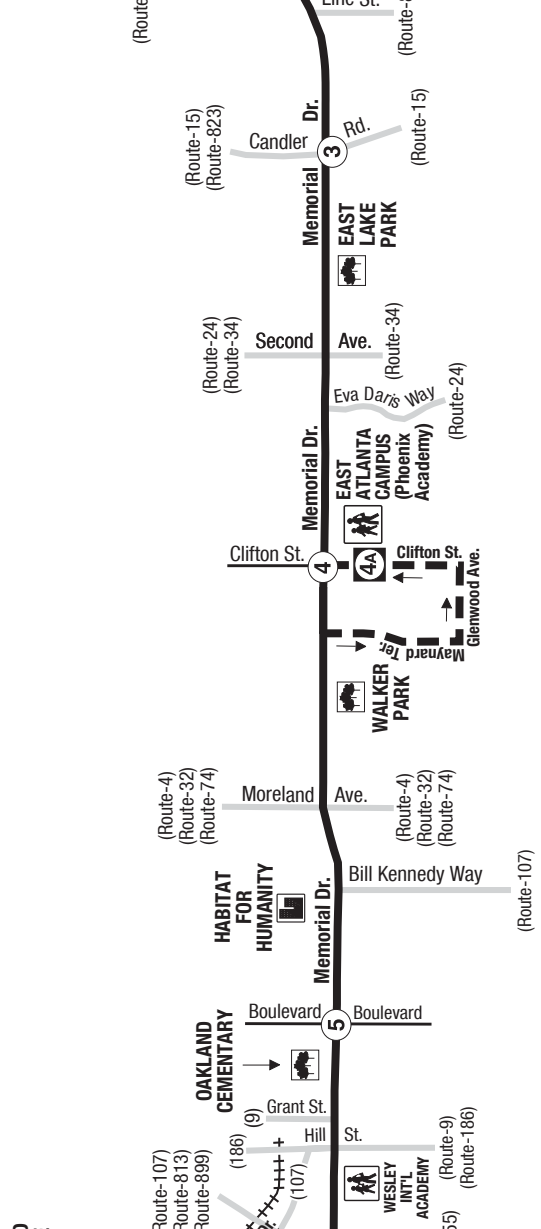 (Route-
Dr.
Candler
Rd.
3
(Route-15)
(Route-823)
(Route-15)
Memorial
EAST
LAKE
PARK
(Route-24)
(Route-34)
Second
Ave.
(Route-34)
Eva Daris Way
(Route-24)
Memorial Dr.
EAST
ATLANTA
CAMPUS
(Phoenix
Academy)
Clifton St.
4
4A
Clifton St.
Glenwood Ave.
Maynard Ter.
WALKER
PARK
(Route-4)
(Route-32)
(Route-74)
Moreland
Ave.
(Route-4)
(Route-32)
(Route-74)
HABITAT
FOR
HUMANITY
Memorial Dr.
Bill Kennedy Way
(Route-107)
Boulevard
5
Boulevard
OAKLAND
CEMENTARY
(9)
Grant St.
(186)
Hill
St.
(Route-9)
(Route-186)
(107)
Route-107)
Route-813)
Route-899)
WESLEY
INT'L
ACADEMY